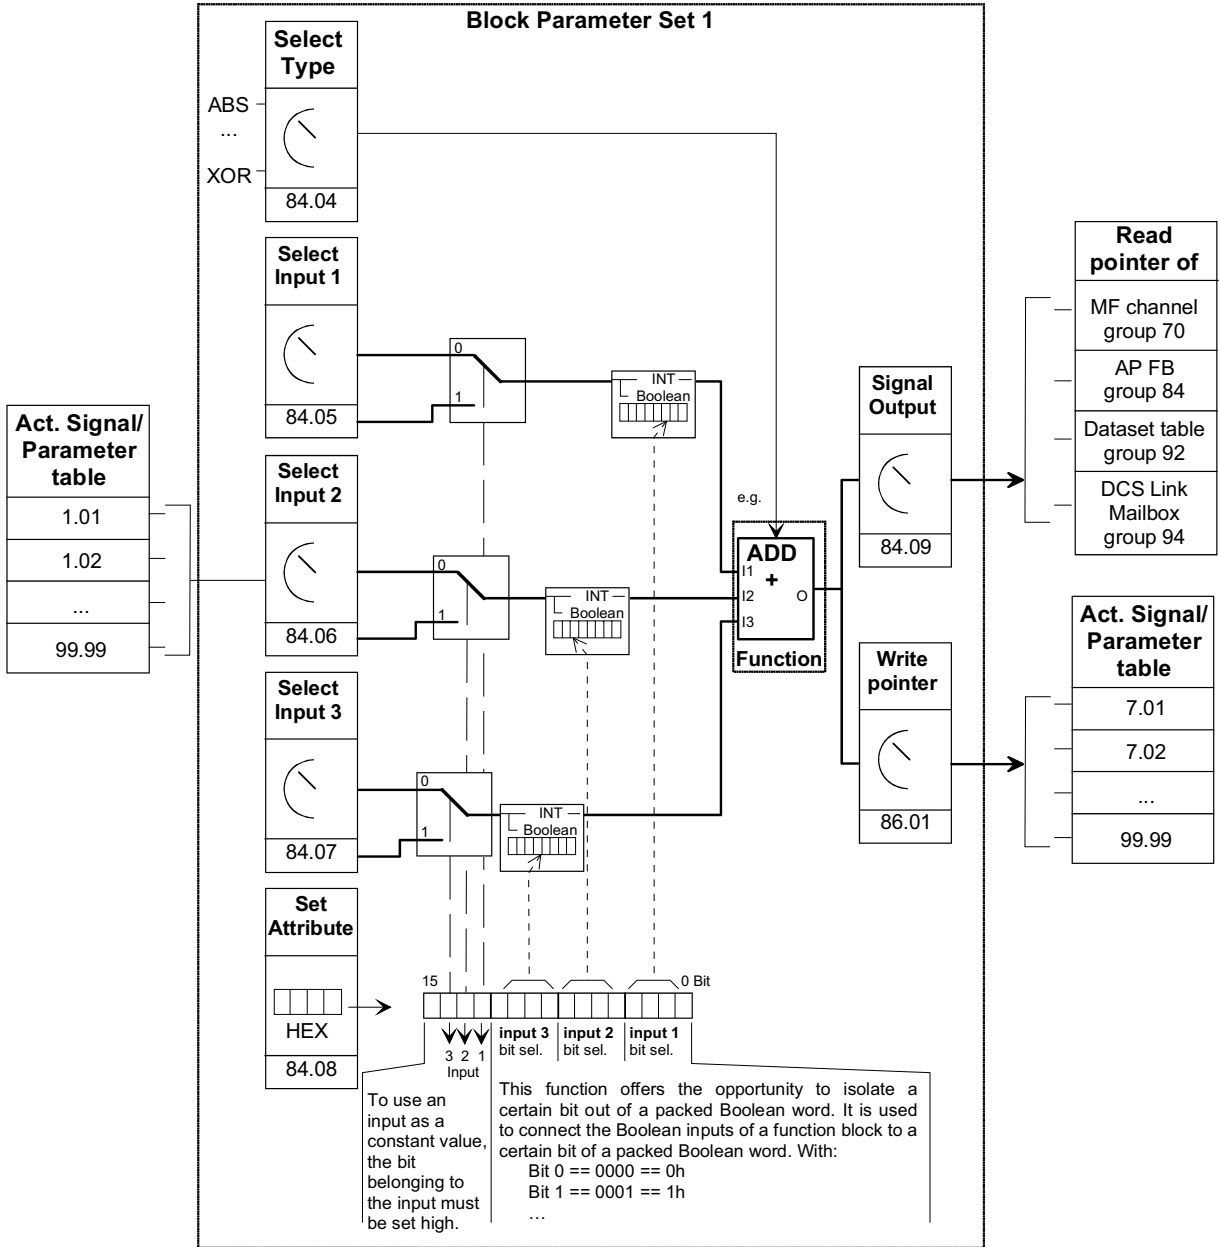 Block Parameter Set 1
Select
Type
ABS
...
XOR
84.04
Select
Input 1
84.05
0
1
INT
Boolean
Act. Signal/
Parameter
table
1.01
1.02
...
99.99
Select
Input 2
84.06
0
1
INT
Boolean
Select
Input 3
84.07
0
1
INT
Boolean
e.g.
ADD
+
I1
I2
I3
O
Function
Signal
Output
84.09
Write
pointer
86.01
Read
pointer of
MF channel
group 70
AP FB
group 84
Dataset table
group 92
DCS Link
Mailbox
group 94
Act. Signal/
Parameter
table
7.01
7.02
...
99.99
Set
Attribute
HEX
84.08
15
0 Bit
3 2 1
Input
input 3
bit sel.
input 2
bit sel.
input 1
bit sel.
To use an
input as a
constant value,
the bit
belonging to
the input must
be set high.
This function offers the opportunity to isolate a
certain bit out of a packed Boolean word. It is used
to connect the Boolean inputs of a function block to a
certain bit of a packed Boolean word. With:
Bit 0 == 0000 == 0h
Bit 1 == 0001 == 1h
...